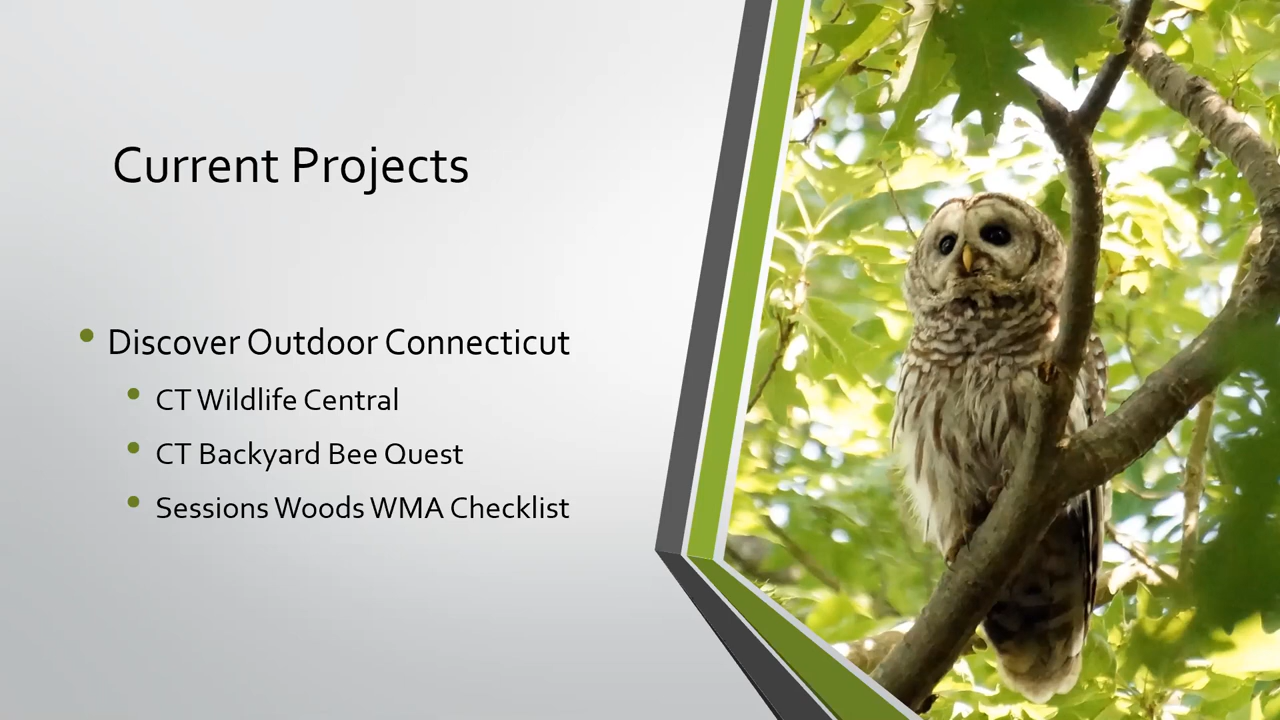 Current Projects
Discover Outdoor Connecticut
CT Wildlife Central
CT Backyard Bee Quest
Sessions Woods WMA Checklist